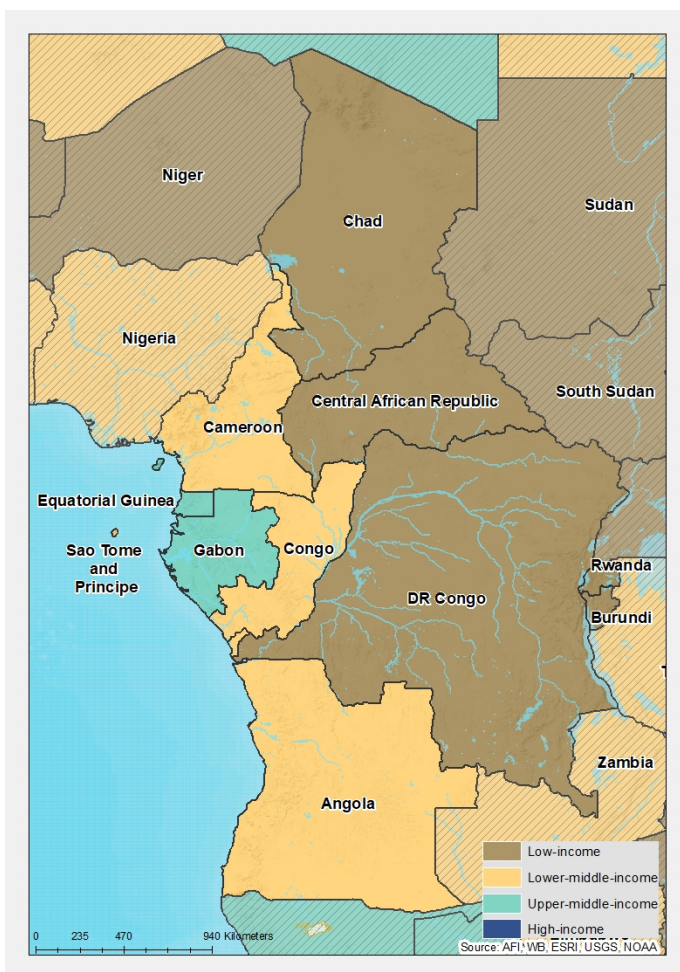 Niger
Chad
Sudan
Nigeria
South Sudan
Central African Republic
Cameroon
Equatorial Guinea
Sao Tome
and
Principe
Gabon
Congo
DR Congo
Rwanda
Burundi
T
Zambia
Angola
Low-income
Lower-middle-income
Upper-middle-income
High-income
0 235 470 940 Kilometers
Source: AFI, WB, ESRI, USGS, NOAA